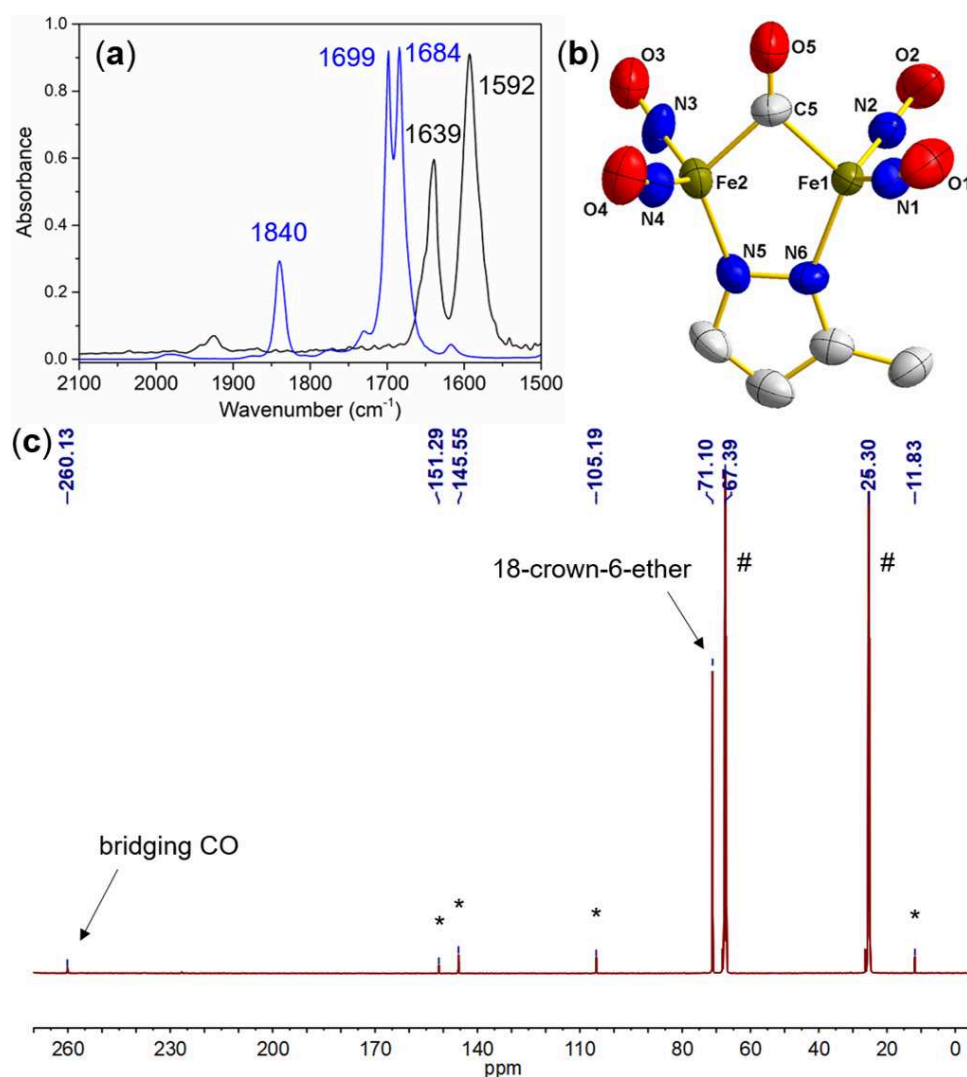 (a)
1699
1684
1592
1639
1840
1.0
0.8
0.6
0.4
0.2
0.0
Absorbance
2100 2000 1900 1800 1700 1600 1500
Wavenumber (cm⁻¹)
(b)
O5
O3
O2
N3
C5
N2
Fe2
Fe1
O1
O4
N4
N1
N5
N6
(c)
260.13
151.29
145.55
105.19
71.10
67.39
25.30
11.83
18-crown-6-ether
#
#
bridging CO
* * * *
260 200 170 140 100 80 60 40 20 0
ppm